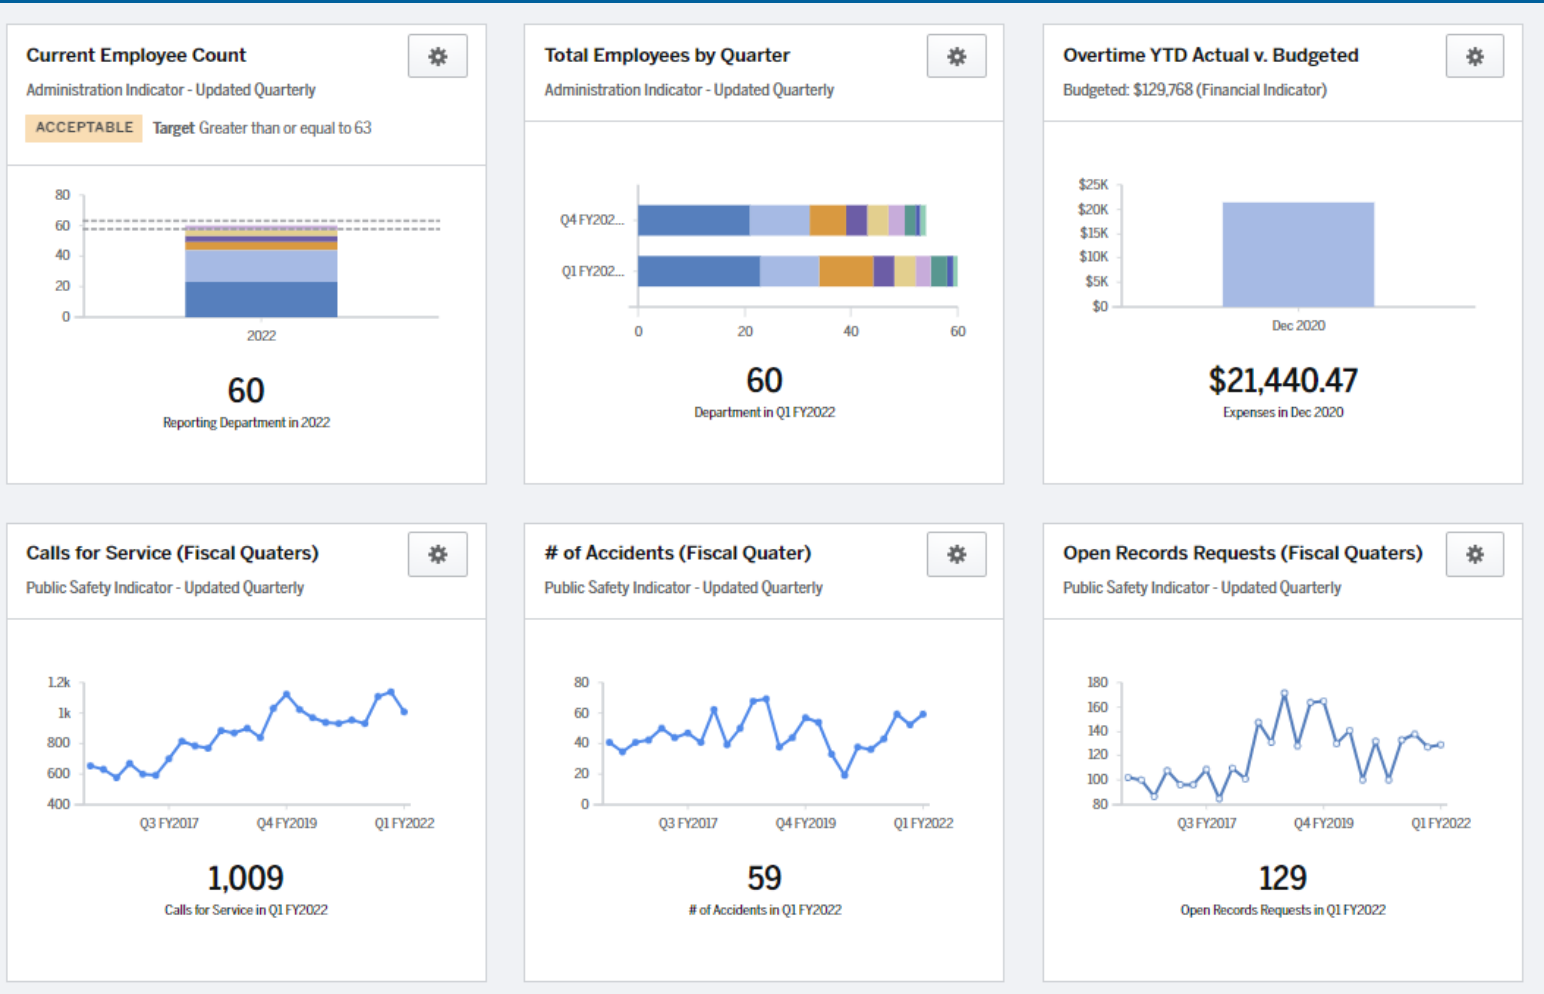 Current Employee Count
Administration Indicator - Updated Quarterly
ACCEPTABLE Target Greater than or equal to 63
80
60
40
20
0
2022
60
Reporting Department in 2022
Total Employees by Quarter
Administration Indicator - Updated Quarterly
Q4 FY202...
Q1 FY202...
0 20 40 60
60
Department in Q1 FY2022
Overtime YTD Actual v. Budgeted
Budgeted: $129,768 (Financial Indicator)
$25K
$20K
$15K
$10K
$5K
$0
Dec 2020
$21,440.47
Expenses in Dec 2020
Calls for Service (Fiscal Quaters)
Public Safety Indicator - Updated Quarterly
1.2k
1k
800
600
400
Q3 FY2017 Q4 FY2019 Q1 FY2022
1,009
Calls for Service in Q1 FY2022
# of Accidents (Fiscal Quater)
Public Safety Indicator - Updated Quarterly
80
60
40
20
0
Q3 FY2017 Q4 FY2019 Q1 FY2022
59
# of Accidents in Q1 FY2022
Open Records Requests (Fiscal Quaters)
Public Safety Indicator - Updated Quarterly
180
160
140
120
100
80
Q3 FY2017 Q4 FY2019 Q1 FY2022
129
Open Records Requests in Q1 FY2022